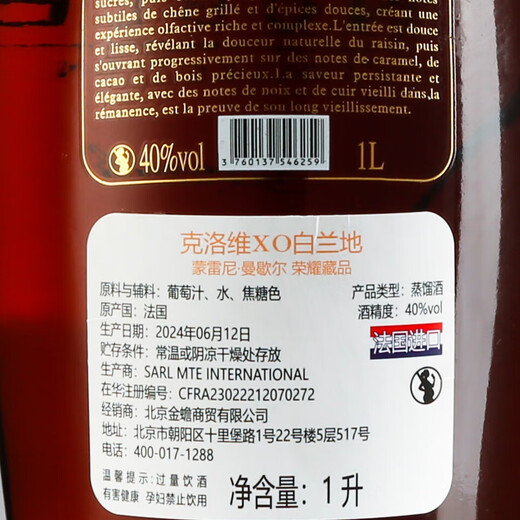 subtiles de chêne grillé et d'épices douces, créant une
expérience olfactive riche et complexe.L'entrée est douce
et lisse, révélant la douceur naturelle du raisin, puis
s'ouvrant progressivement sur des notes de caramel, de
cacao et de bois précieux.La saveur persistante et
élégante, avec des notes de noix et de cuir vieilli dans,la
rémanence, est la preuve de son long vieillissement.
40%vol
3 760137 546259
1L
克洛维XO白兰地
蒙雷尼·曼歇尔 荣耀藏品
原料与辅料: 葡萄汁、水、焦糖色
产品类型: 蒸馏酒
原产国: 法国
酒精度: 40%vol
生产日期: 2024年06月12日
法国进口
贮存条件: 常温或阴凉干燥处存放
生产商: SARL MTE INTERNATIONAL
在华注册编号: CFRA23022212070272
经销商: 北京金蟾商贸有限公司
地址: 北京市朝阳区十里堡路1号22号楼5层517号
电话: 400-017-1288
温馨提示:过量饮酒
有害健康 孕妇禁止饮用
净含量: 1升